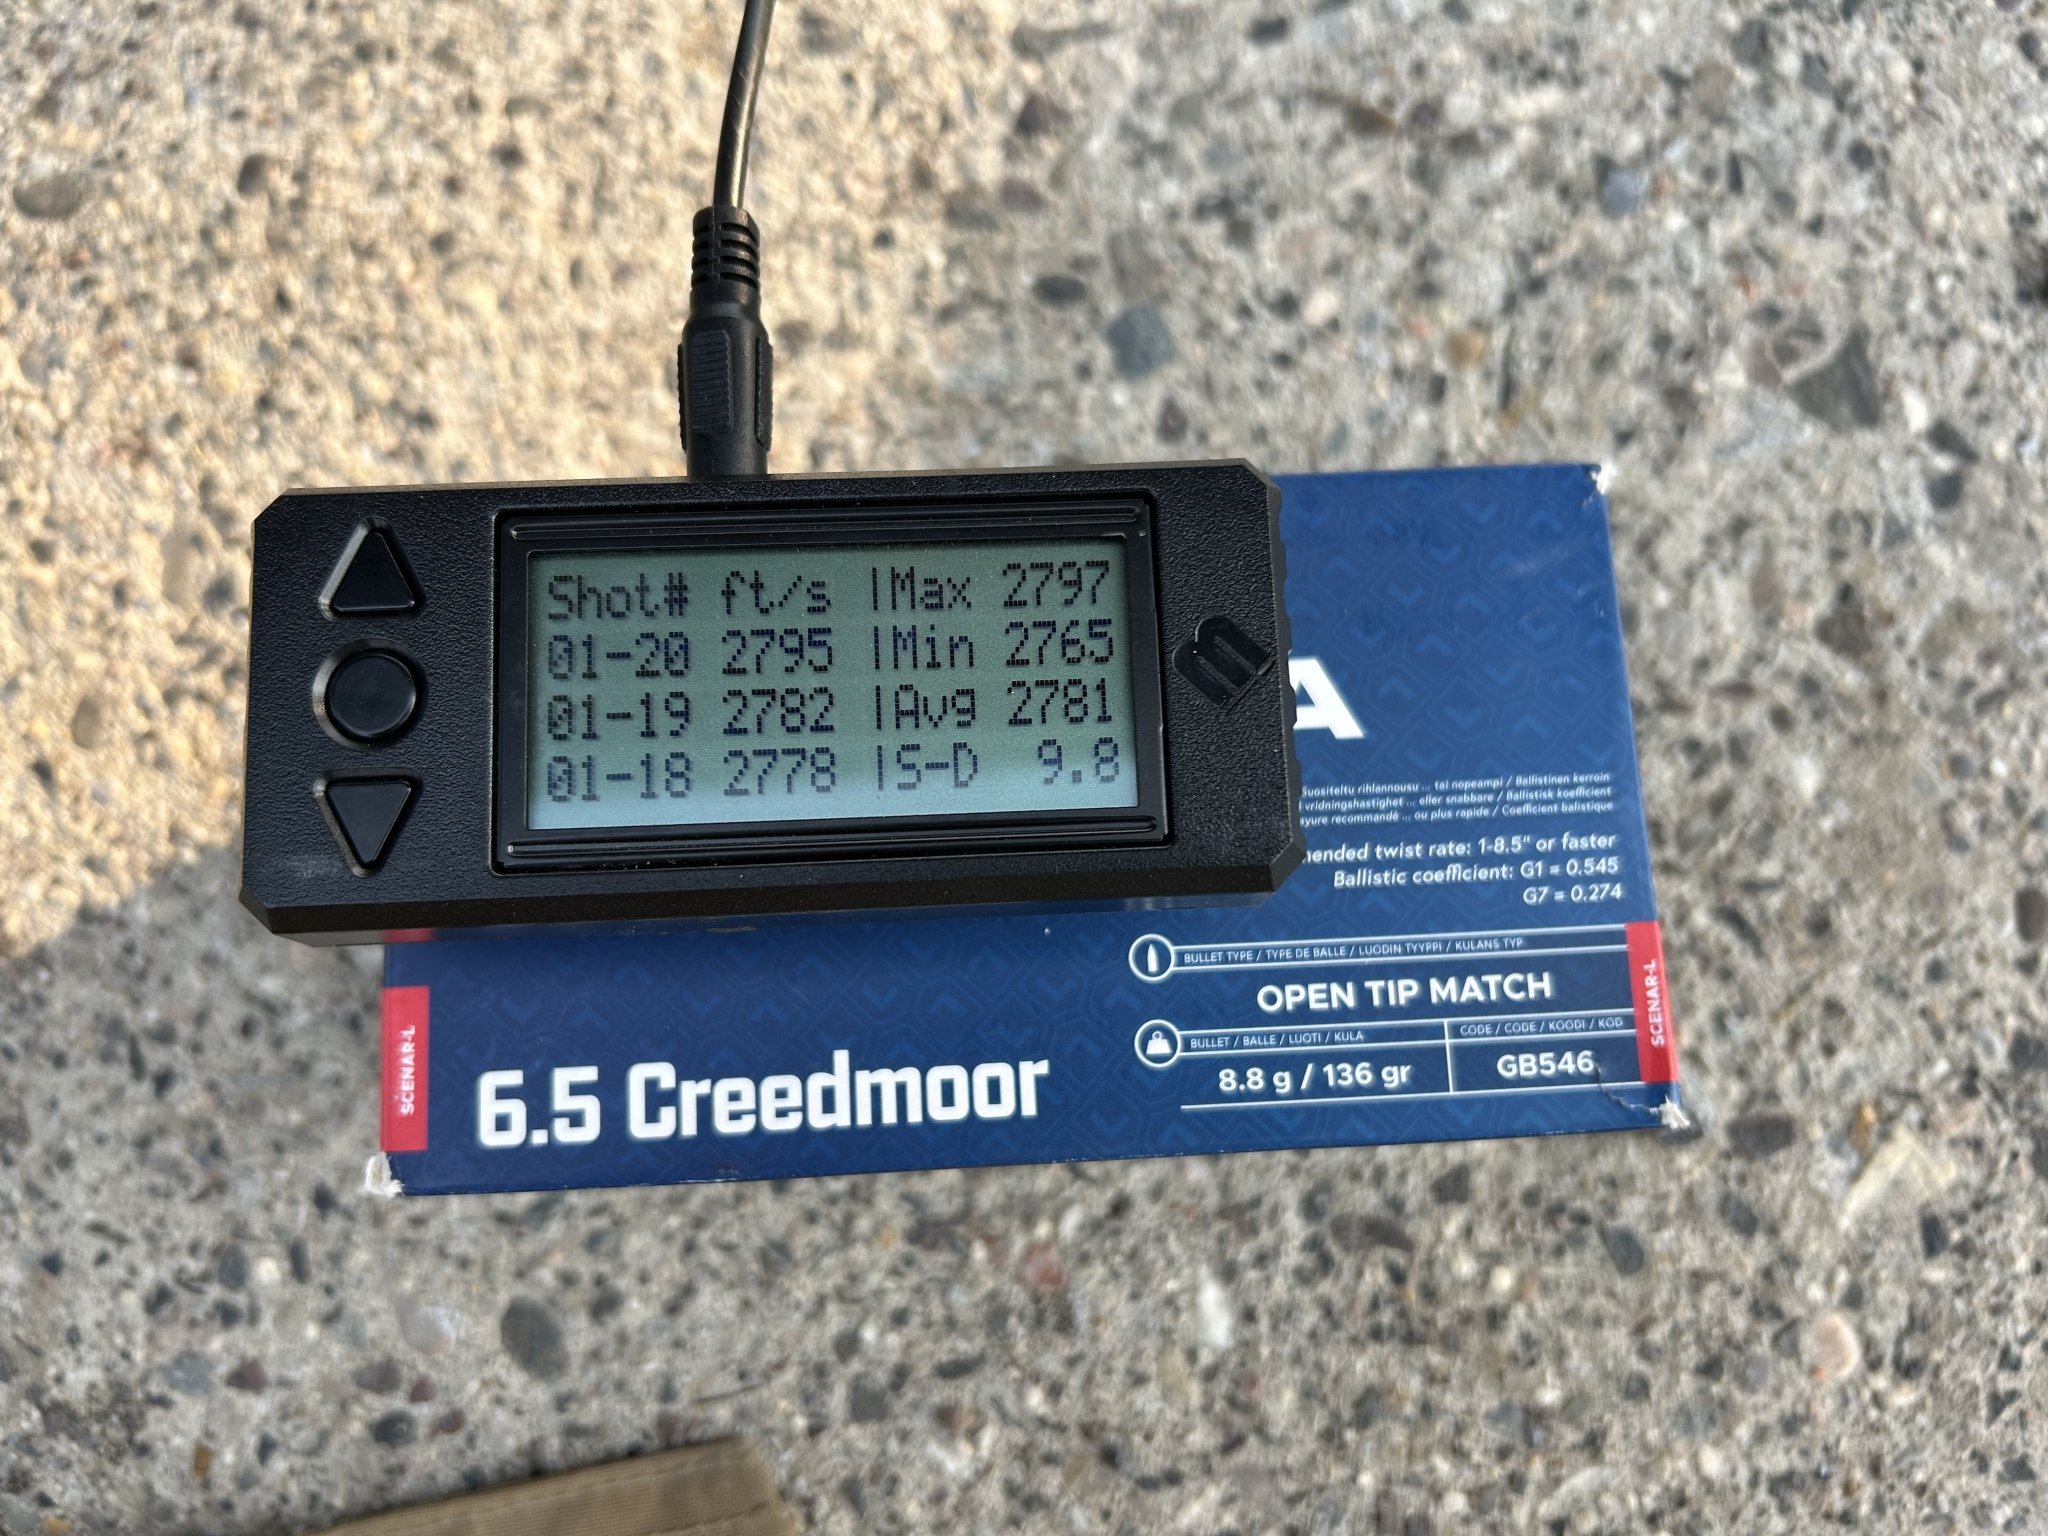 Shot# ft/s |Max 2797
01-20 2795 |Min 2765
01-19 2782 |Avg 2781
01-18 2778 |S-D 9.8
m
A
Suositeltu rihlannousu ... tai nopeampi / Ballistinen kerroin
vridningshastighet ... eller snabbare / Ballistisk koefficient
ayure recommandé ... ou plus rapide / Coefficient balistique
ended twist rate: 1-8.5" or faster
Ballistic coefficient: G1 = 0.545
G7 = 0.274
BULLET TYPE / TYPE DE BALLE / LUODIN TYYPPI / KULANS TYP
OPEN TIP MATCH
BULLET / BALLE / LUOTI / KULA
8.8 g / 136 gr
CODE / CODE / KOODI / KOD
GB546
SCENAR-L
6.5 Creedmoor
SCENAR-L